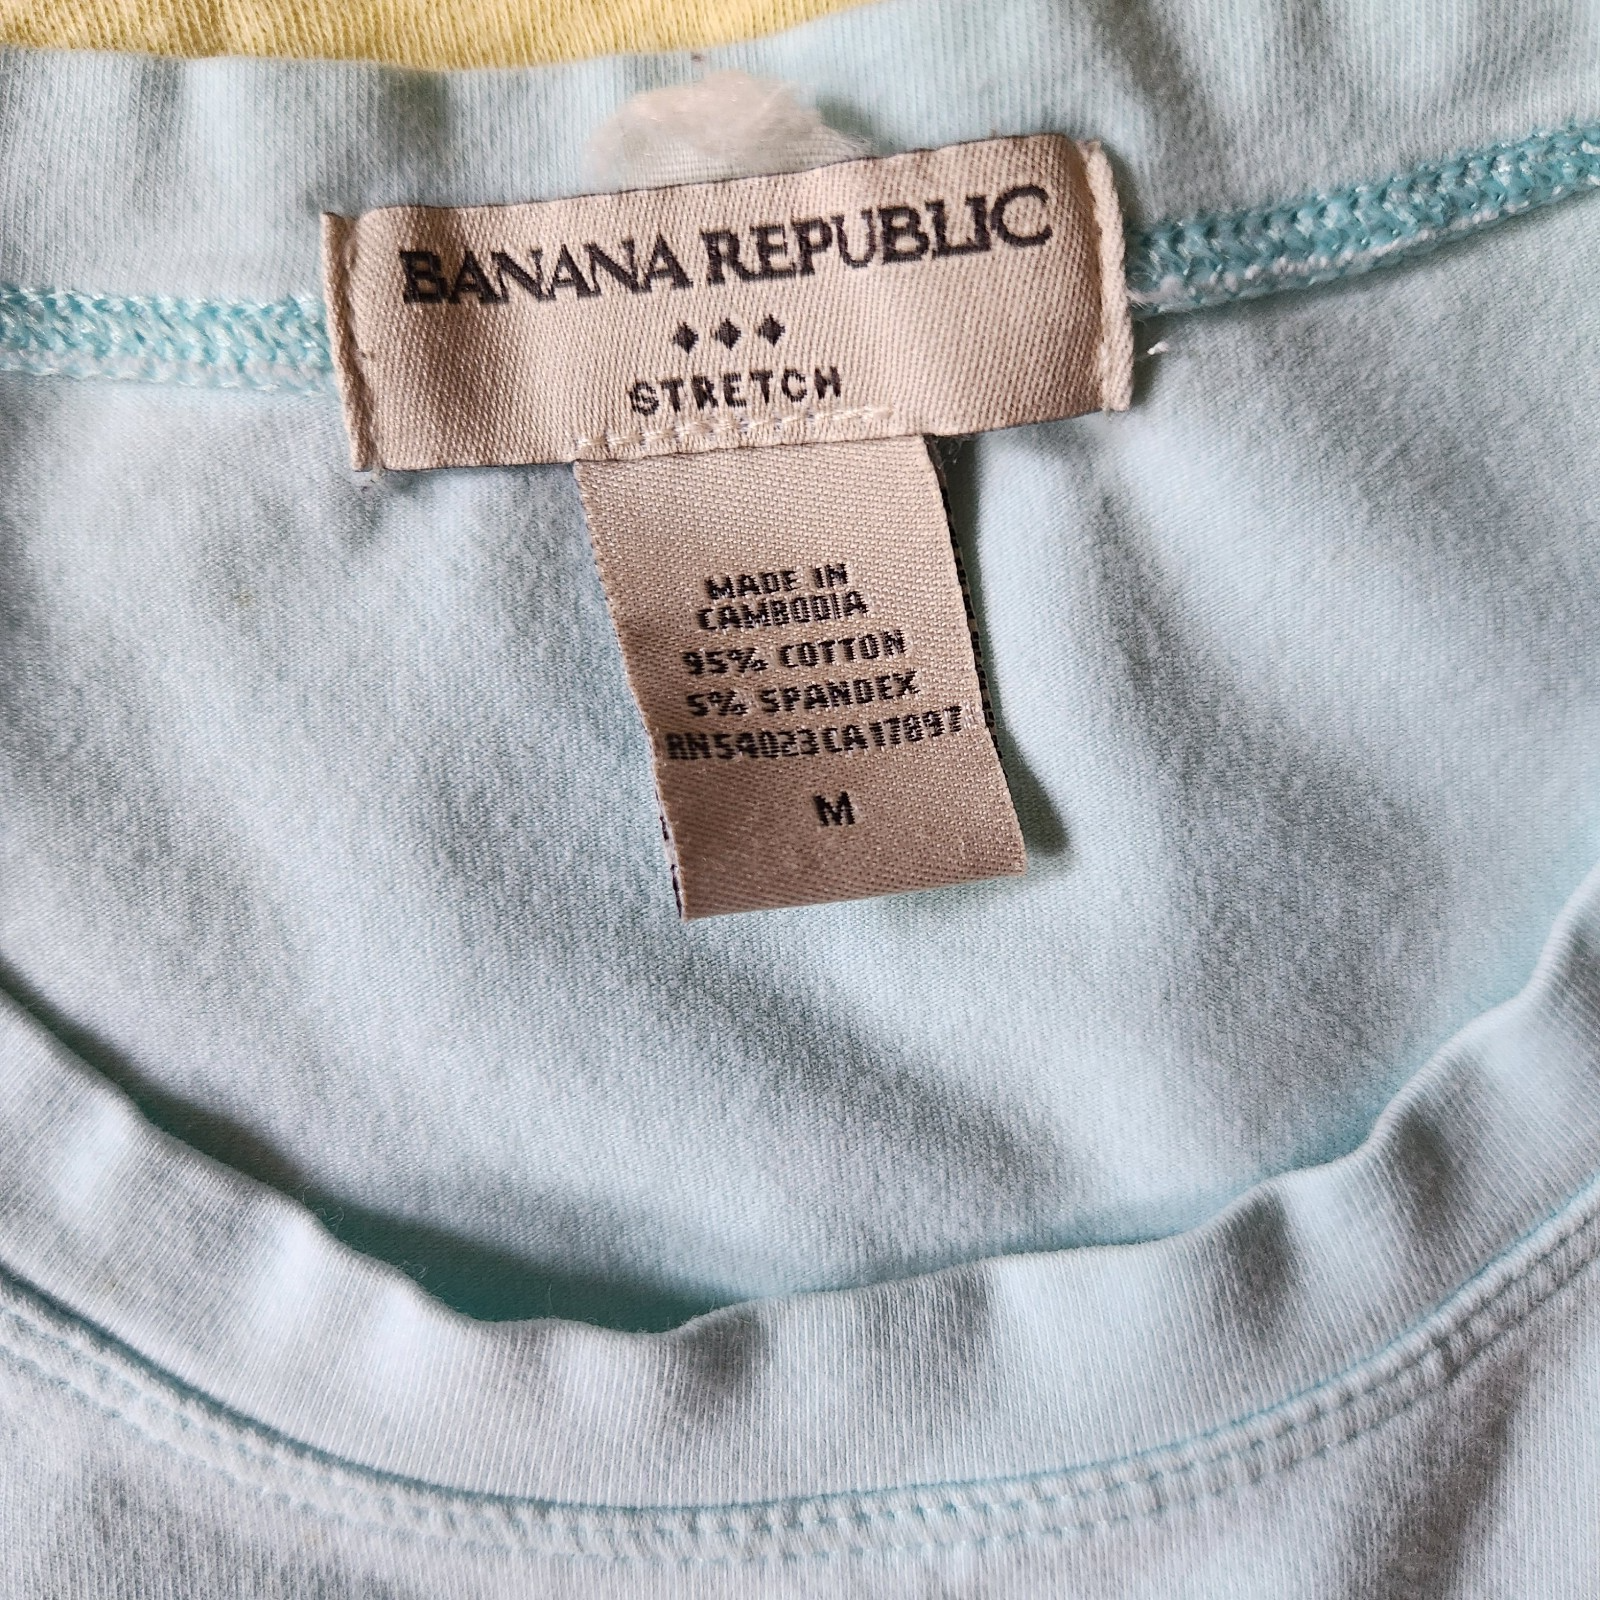 BANANA REPUBLIC
STRETCH
MADE IN
CAMBODIA
95% COTTON
5% SPANDEX
RN54023CA17897
M